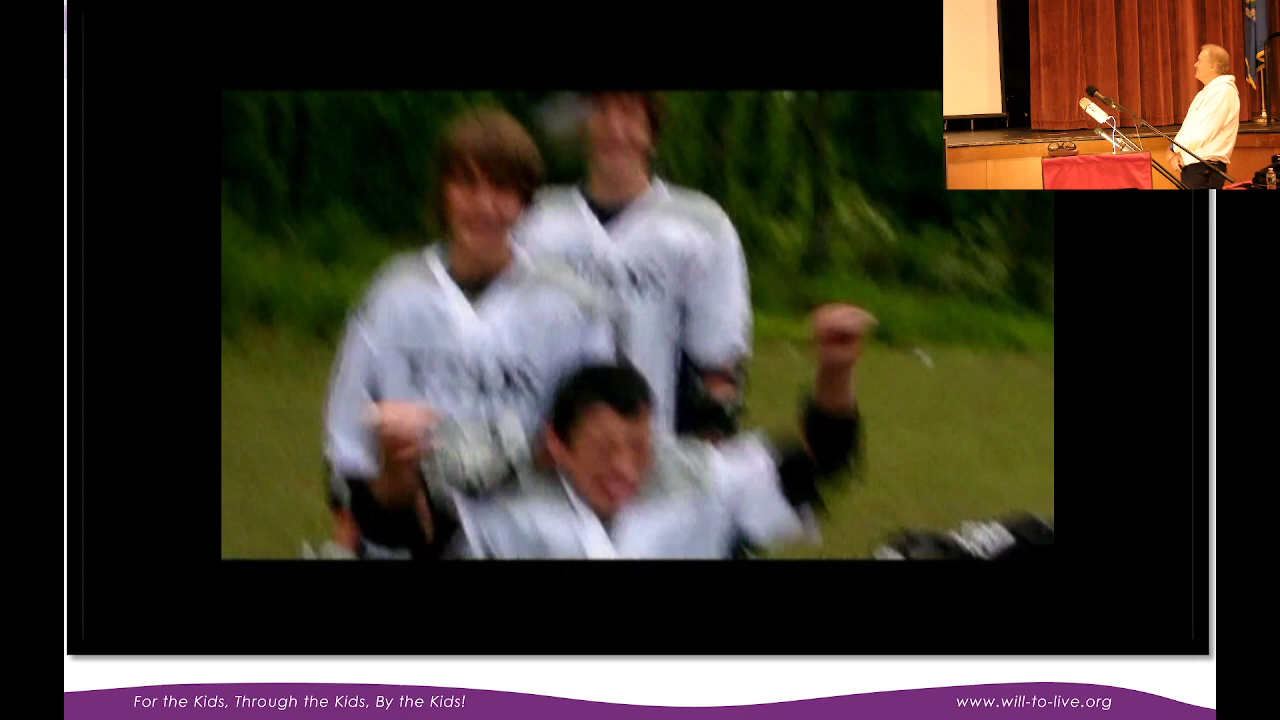 For the Kids, Through the Kids, By the Kids!
www.will-to-live.org